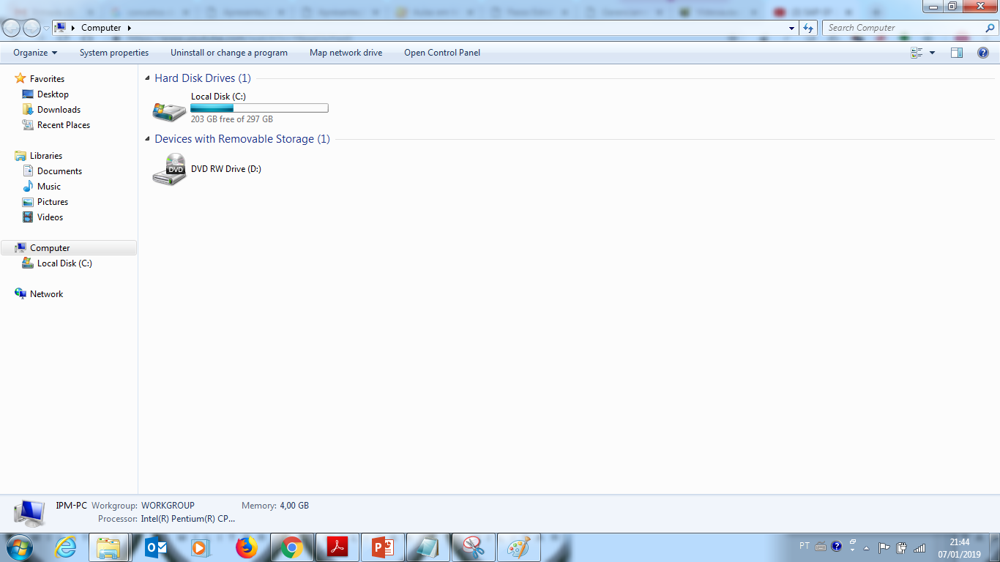 Computer
Search Computer
Organize System properties Uninstall or change a program Map network drive Open Control Panel
Favorites
Desktop
Downloads
Recent Places
Libraries
Documents
Music
Pictures
Videos
Computer
Local Disk (C:)
Network
Hard Disk Drives (1)
Local Disk (C:)
203 GB free of 297 GB
Devices with Removable Storage (1)
DVD
DVD RW Drive (D:)
IPM-PC Workgroup: WORKGROUP Memory: 4,00 GB
Processor: Intel(R) Pentium(R) CP...
PT
21:44
07/01/2019